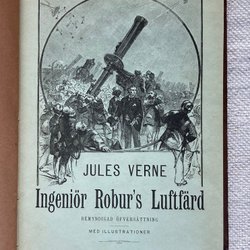 JULES VERNE
Ingeniör Robur's Luftfärd
BEMYNDIGAD ÖFVERSÄTTNING
MED ILLUSTRATIONER